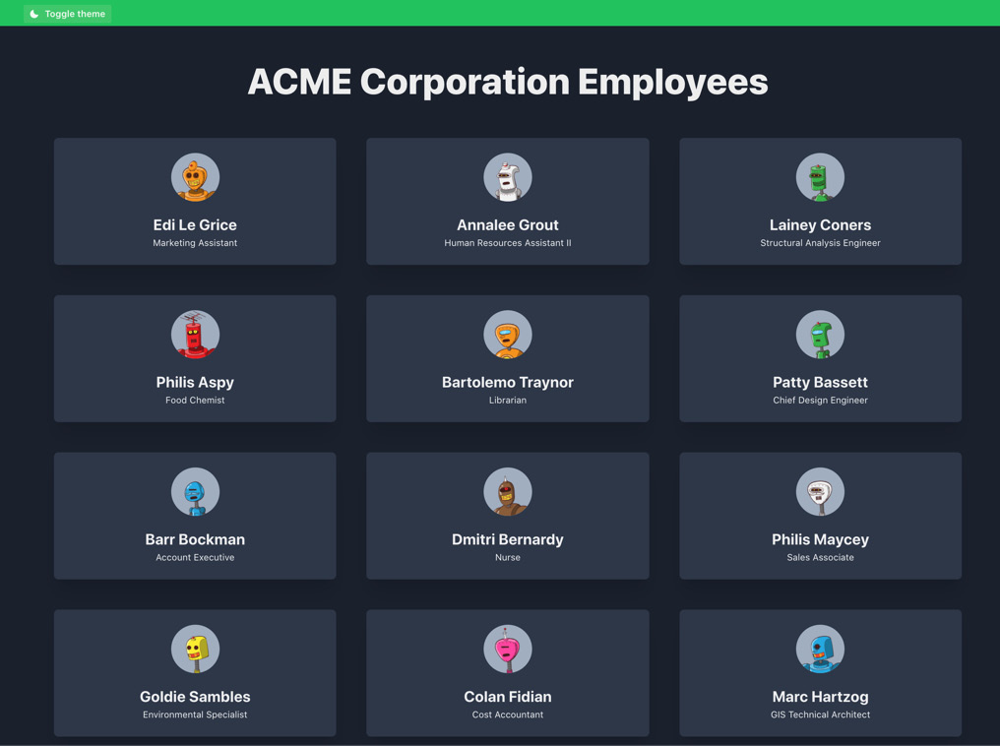 Toggle theme
ACME Corporation Employees
Edi Le Grice
Marketing Assistant
Annalee Grout
Human Resources Assistant II
Lainey Coners
Structural Analysis Engineer
Philis Aspy
Food Chemist
Bartolemo Traynor
Librarian
Patty Bassett
Chief Design Engineer
Barr Bockman
Account Executive
Dmitri Bernardy
Nurse
Philis Maycey
Sales Associate
Goldie Sambles
Environmental Specialist
Colan Fidian
Cost Accountant
Marc Hartzog
GIS Technical Architect